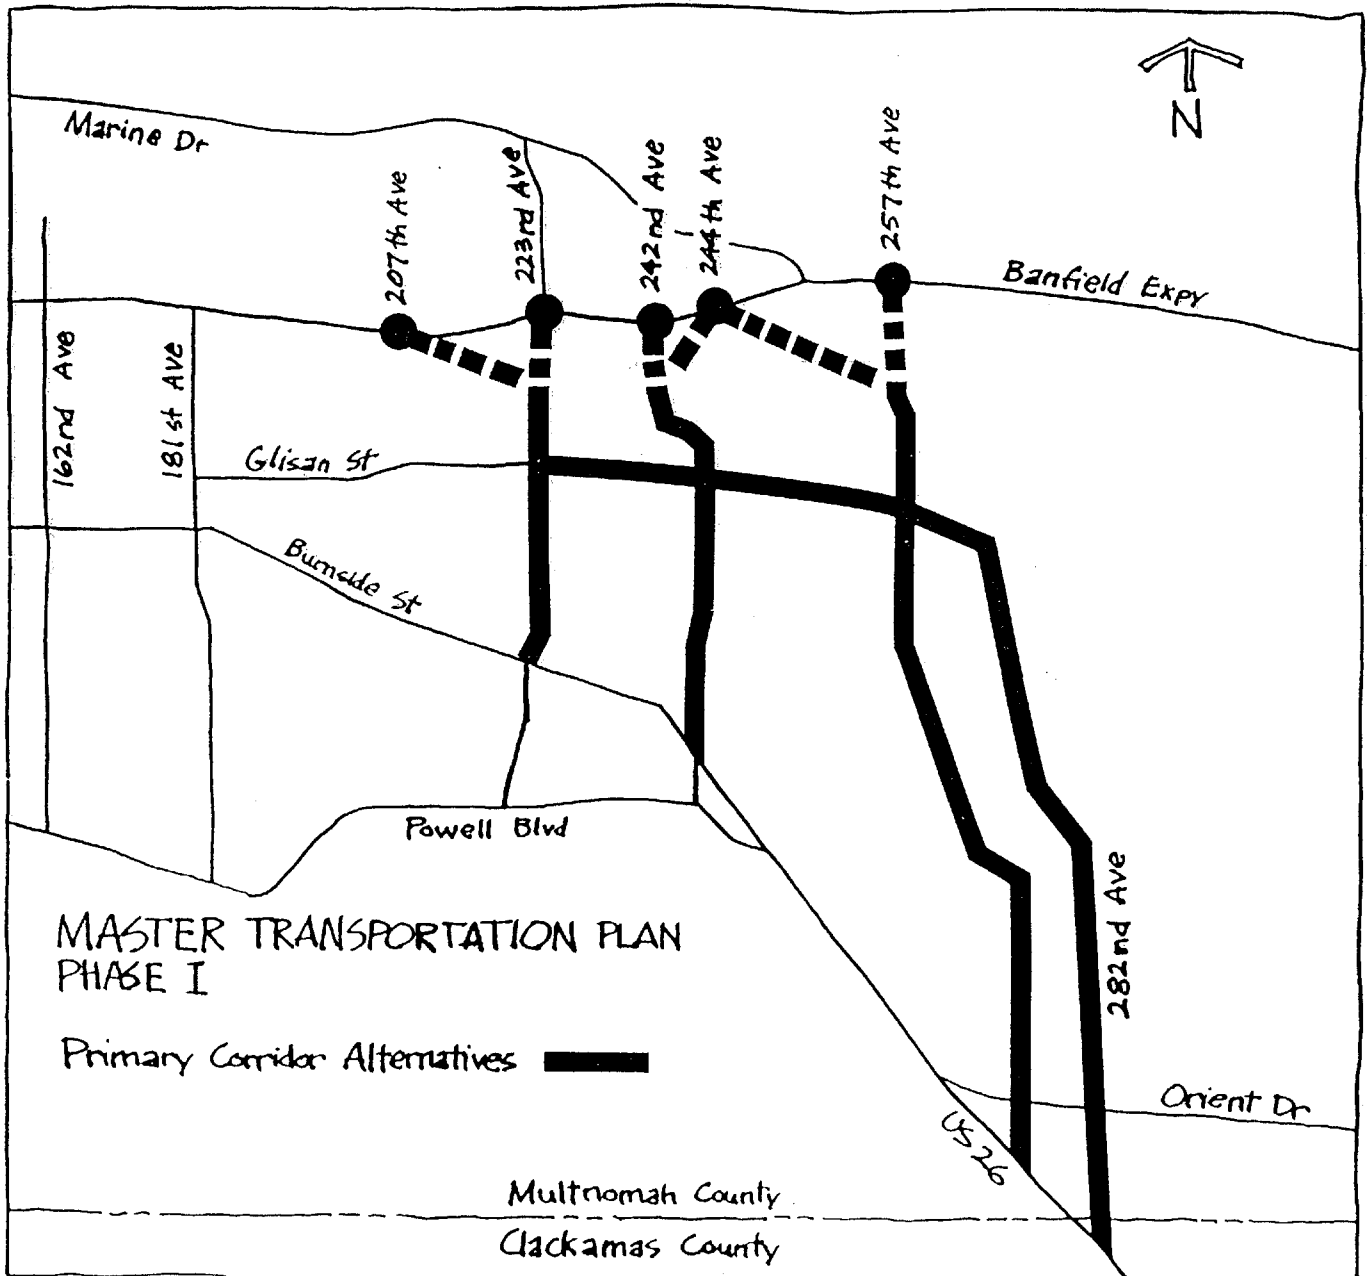 N
Marine Dr
207th Ave
223rd Ave
242nd Ave
244th Ave
257th Ave
Banfield Expy
162nd Ave
181st Ave
Glisan St
Burnside St
Powell Blvd
282nd Ave
MASTER TRANSPORTATION PLAN
PHASE I
Primary Corridor Alternatives
Orient Dr
US 26
Multnomah County
Clackamas County